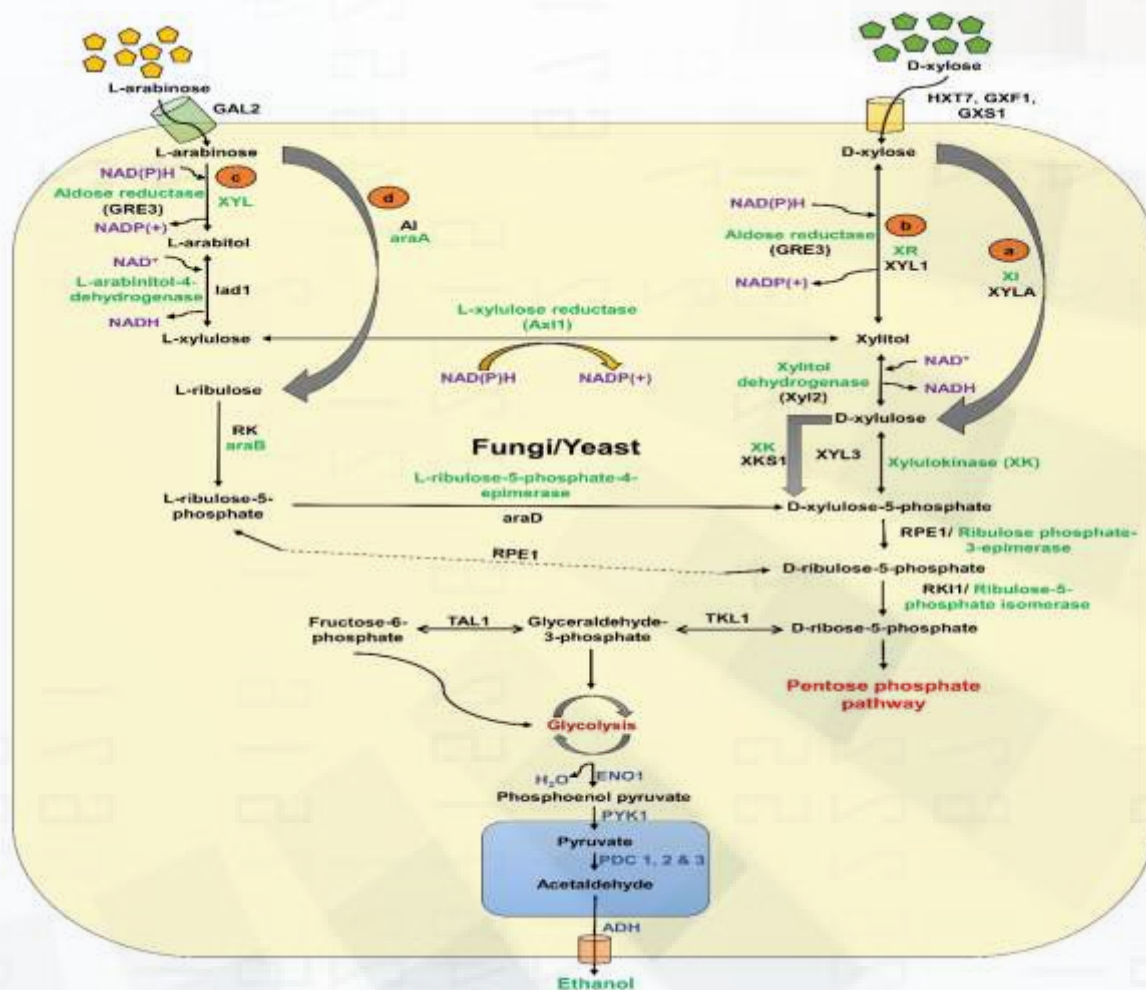 L-arabinose
D-xylose
GAL2
HXT7, GXF1,
GXS1
L-arabinose
D-xylose
NAD(P)H
c
Aldose reductase
XYL
(GRE3)
NADP(+)
L-arabitol
NAD⁺
L-arabinitol-4-
dehydrogenase
lad1
NADH
L-xylulose
d
AI
araA
NAD(P)H
b
Aldose reductase
XR
(GRE3)
XYL1
NADP(+)
a
XI
XYLA
L-xylulose reductase
(Axl1)
NAD(P)H
NADP(+)
Xylitol
Xylitol
dehydrogenase
(Xyl2)
NAD⁺
NADH
L-ribulose
D-xylulose
RK
araB
Fungi/Yeast
XK
XKS1
XYL3
Xylulokinase (XK)
L-ribulose-5-
phosphate
L-ribulose-5-phosphate-4-
epimerase
araD
D-xylulose-5-phosphate
RPE1/ Ribulose phosphate-
3-epimerase
RPE1
D-ribulose-5-phosphate
RKI1/ Ribulose-5-
phosphate isomerase
Fructose-6-
phosphate
TAL1
Glyceraldehyde-
3-phosphate
TKL1
D-ribose-5-phosphate
Pentose phosphate
pathway
Glycolysis
H₂O
ENO1
Phosphoenol pyruvate
PYK1
Pyruvate
PDC 1, 2 & 3
Acetaldehyde
ADH
Ethanol